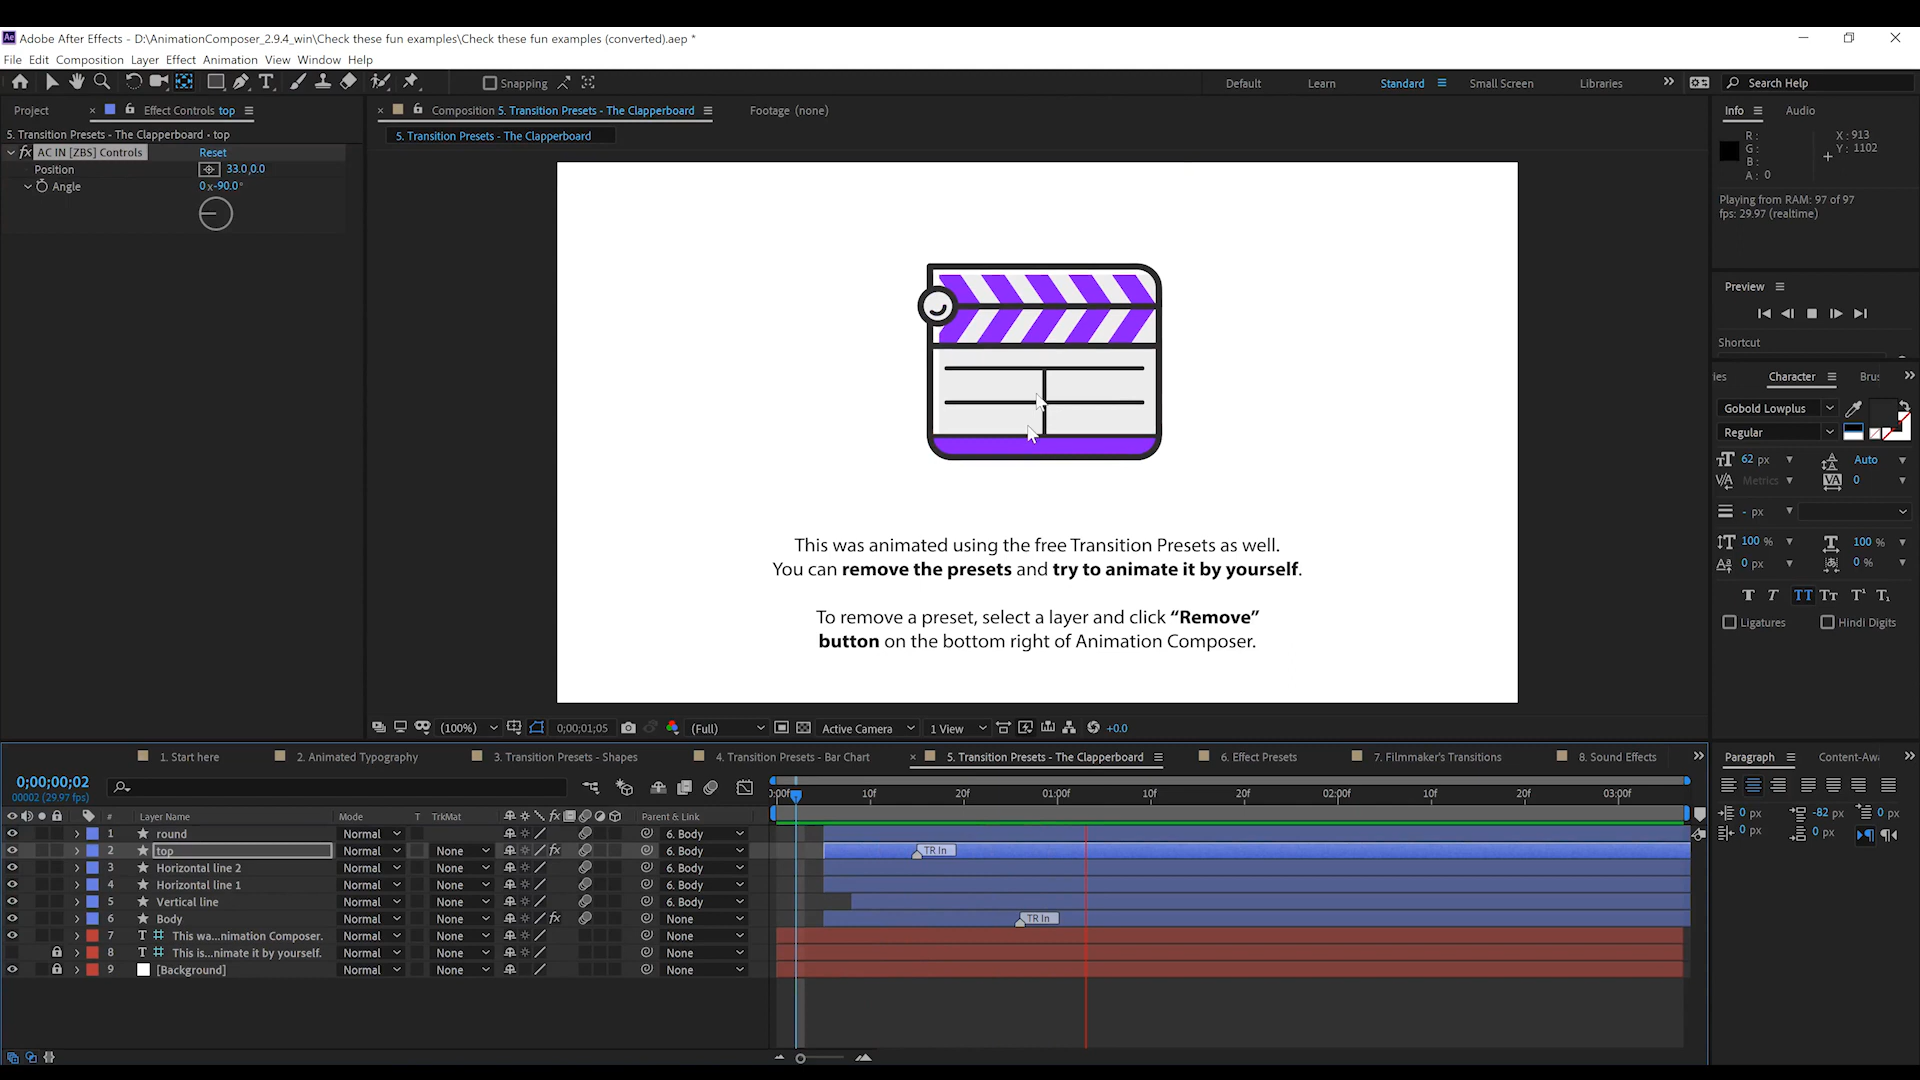 Adobe After Effects - D:\AnimationComposer_2.9.4_win\Check these fun examples\Check these fun examples (converted).aep *
File Edit Composition Layer Effect Animation View Window Help
Snapping
Default Learn Standard Small Screen Libraries
Search Help
Project
Effect Controls top
Composition 5. Transition Presets - The Clapperboard
Footage (none)
Info
Audio
5. Transition Presets - The Clapperboard • top
5. Transition Presets - The Clapperboard
fx AC IN [ZBS] Controls Reset
Position 33.0,0.0
Angle 0 x-90.0°
R :
G :
B :
A : 0
X : 913
Y : 1102
Playing from RAM: 97 of 97
fps: 29.97 (realtime)
Preview
Shortcut
Character
Gobold Lowplus
Regular
62 px Auto
Metrics 0
- px
100 % 100 %
0 px 0 %
Ligatures Hindi Digits
This was animated using the free Transition Presets as well.
You can remove the presets and try to animate it by yourself.
To remove a preset, select a layer and click “Remove”
button on the bottom right of Animation Composer.
(100%) 0;00;01;05 (Full) Active Camera 1 View +0.0
1. Start here
2. Animated Typography
3. Transition Presets - Shapes
4. Transition Presets - Bar Chart
5. Transition Presets - The Clapperboard
6. Effect Presets
7. Filmmaker's Transitions
8. Sound Effects
Paragraph
Content-Aw
0;00;00;02
00002 (29.97 fps)
10f 20f 01:00f 10f 20f 02:00f 10f 20f 03:00f
# Layer Name Mode T TrkMat Parent & Link
1 round Normal 6. Body
2 top Normal None fx 6. Body TR In
3 Horizontal line 2 Normal None 6. Body
4 Horizontal line 1 Normal None 6. Body
5 Vertical line Normal None 6. Body
6 Body Normal None fx None TR In
7 T This wa...nimation Composer. Normal None None
8 T This is...nimate it by yourself. Normal None None
9 [Background] Normal None None
0 px -82 px 0 px
0 px 0 px